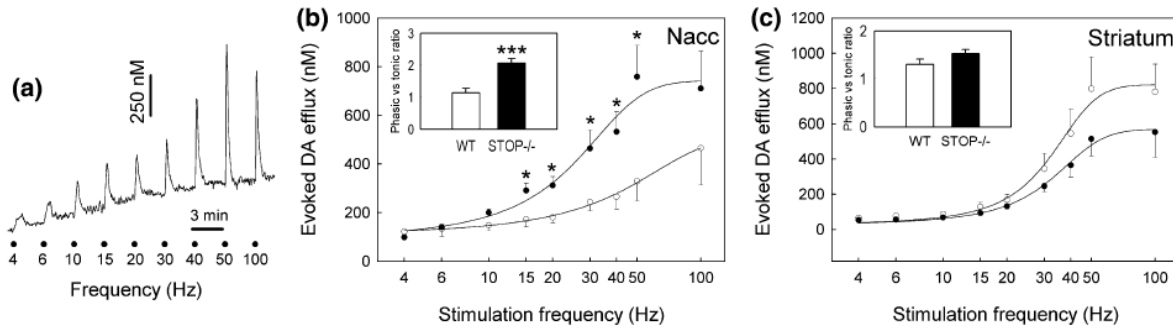 (a)
250 nM
3 min
4 6 10 15 20 30 40 50 100
Frequency (Hz)
(b)
Nacc
Evoked DA efflux (nM)
1000
800
600
400
200
0
Phasic vs tonic ratio
3
2
1
0
***
WT STOP-/-
* * * * *
4 6 10 15 20 30 40 50 100
Stimulation frequency (Hz)
(c)
Striatum
Evoked DA efflux (nM)
1200
1000
800
600
400
200
0
Phasic vs tonic ratio
2
1
0
WT STOP-/-
4 6 10 15 20 30 40 50 100
Stimulation frequency (Hz)